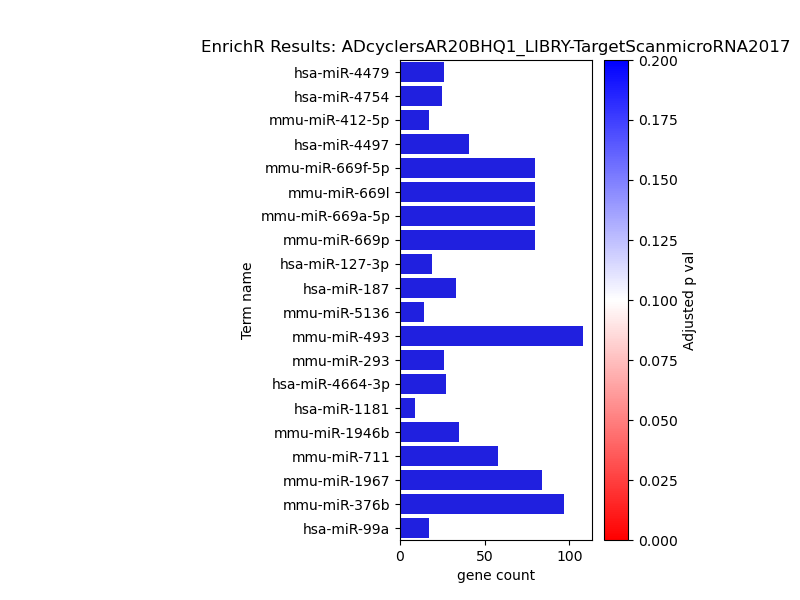 EnrichR Results: ADcyclersAR20BHQ1_LIBRY-TargetScanmicroRNA2017
hsa-miR-4479
hsa-miR-4754
mmu-miR-412-5p
hsa-miR-4497
mmu-miR-669f-5p
mmu-miR-669l
mmu-miR-669a-5p
mmu-miR-669p
hsa-miR-127-3p
hsa-miR-187
mmu-miR-5136
mmu-miR-493
mmu-miR-293
hsa-miR-4664-3p
hsa-miR-1181
mmu-miR-1946b
mmu-miR-711
mmu-miR-1967
mmu-miR-376b
hsa-miR-99a
Term name
0 50 100
gene count
0.200
0.175
0.150
0.125
0.100
0.075
0.050
0.025
0.000
Adjusted p val